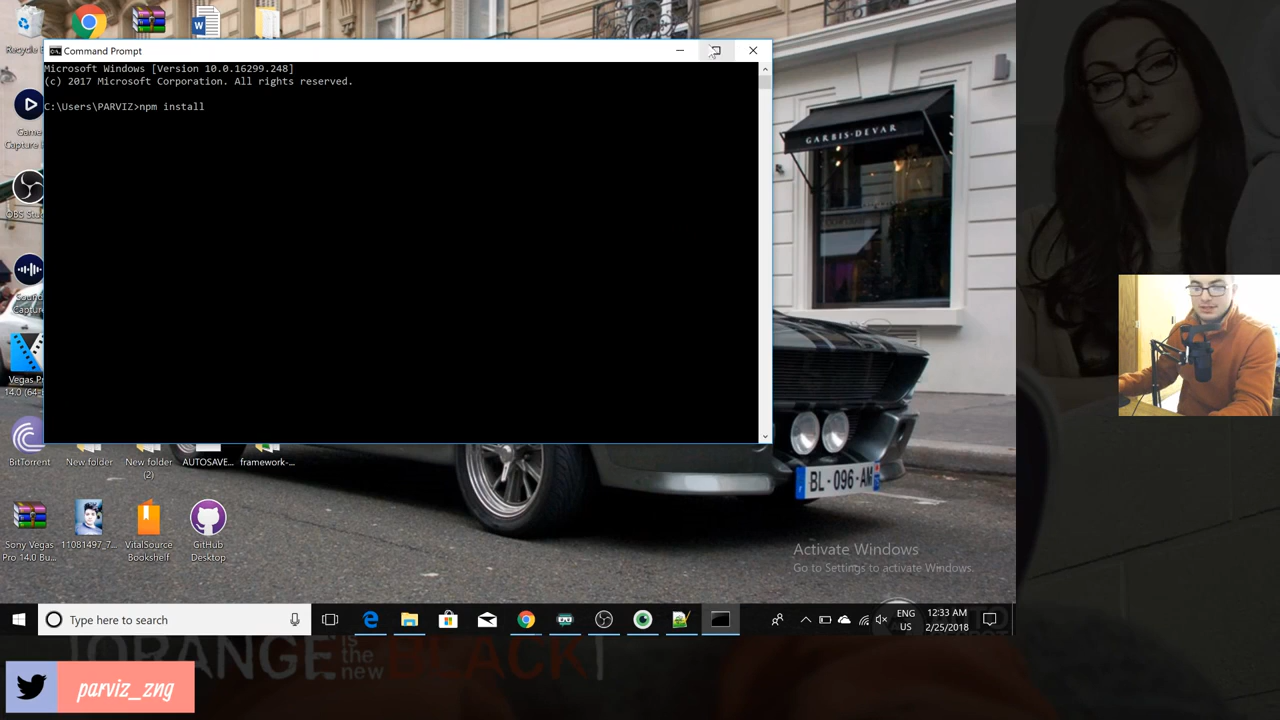 Recycle B
Command Prompt
Microsoft Windows [Version 10.0.16299.248]
(c) 2017 Microsoft Corporation. All rights reserved.
C:\Users\PARVIZ>npm install
Game
Capture
OBS Stu
Sound
Capture
Vegas Pr
14.0 (64-
GARBIS·DEVAR
BL-096-AM
BitTorrent
New folder
New folder
(2)
AUTOSAVE...
framework-...
Sony Vegas
Pro 14.0 Bu...
11081497_7...
VitalSource
Bookshelf
GitHub
Desktop
Activate Windows
Go to Settings to activate Windows.
Type here to search
ENG
US
12:33 AM
2/25/2018
ORANGE is the new BLACK
parviz_zng